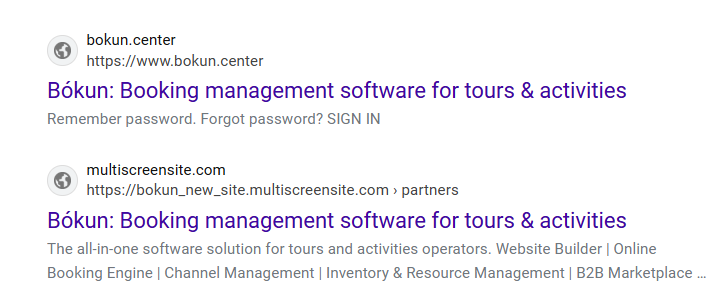 bokun.center
https://www.bokun.center
Bókun: Booking management software for tours & activities
Remember password. Forgot password? SIGN IN
multiscreensite.com
https://bokun_new_site.multiscreensite.com › partners
Bókun: Booking management software for tours & activities
The all-in-one software solution for tours and activities operators. Website Builder | Online
Booking Engine | Channel Management | Inventory & Resource Management | B2B Marketplace ...